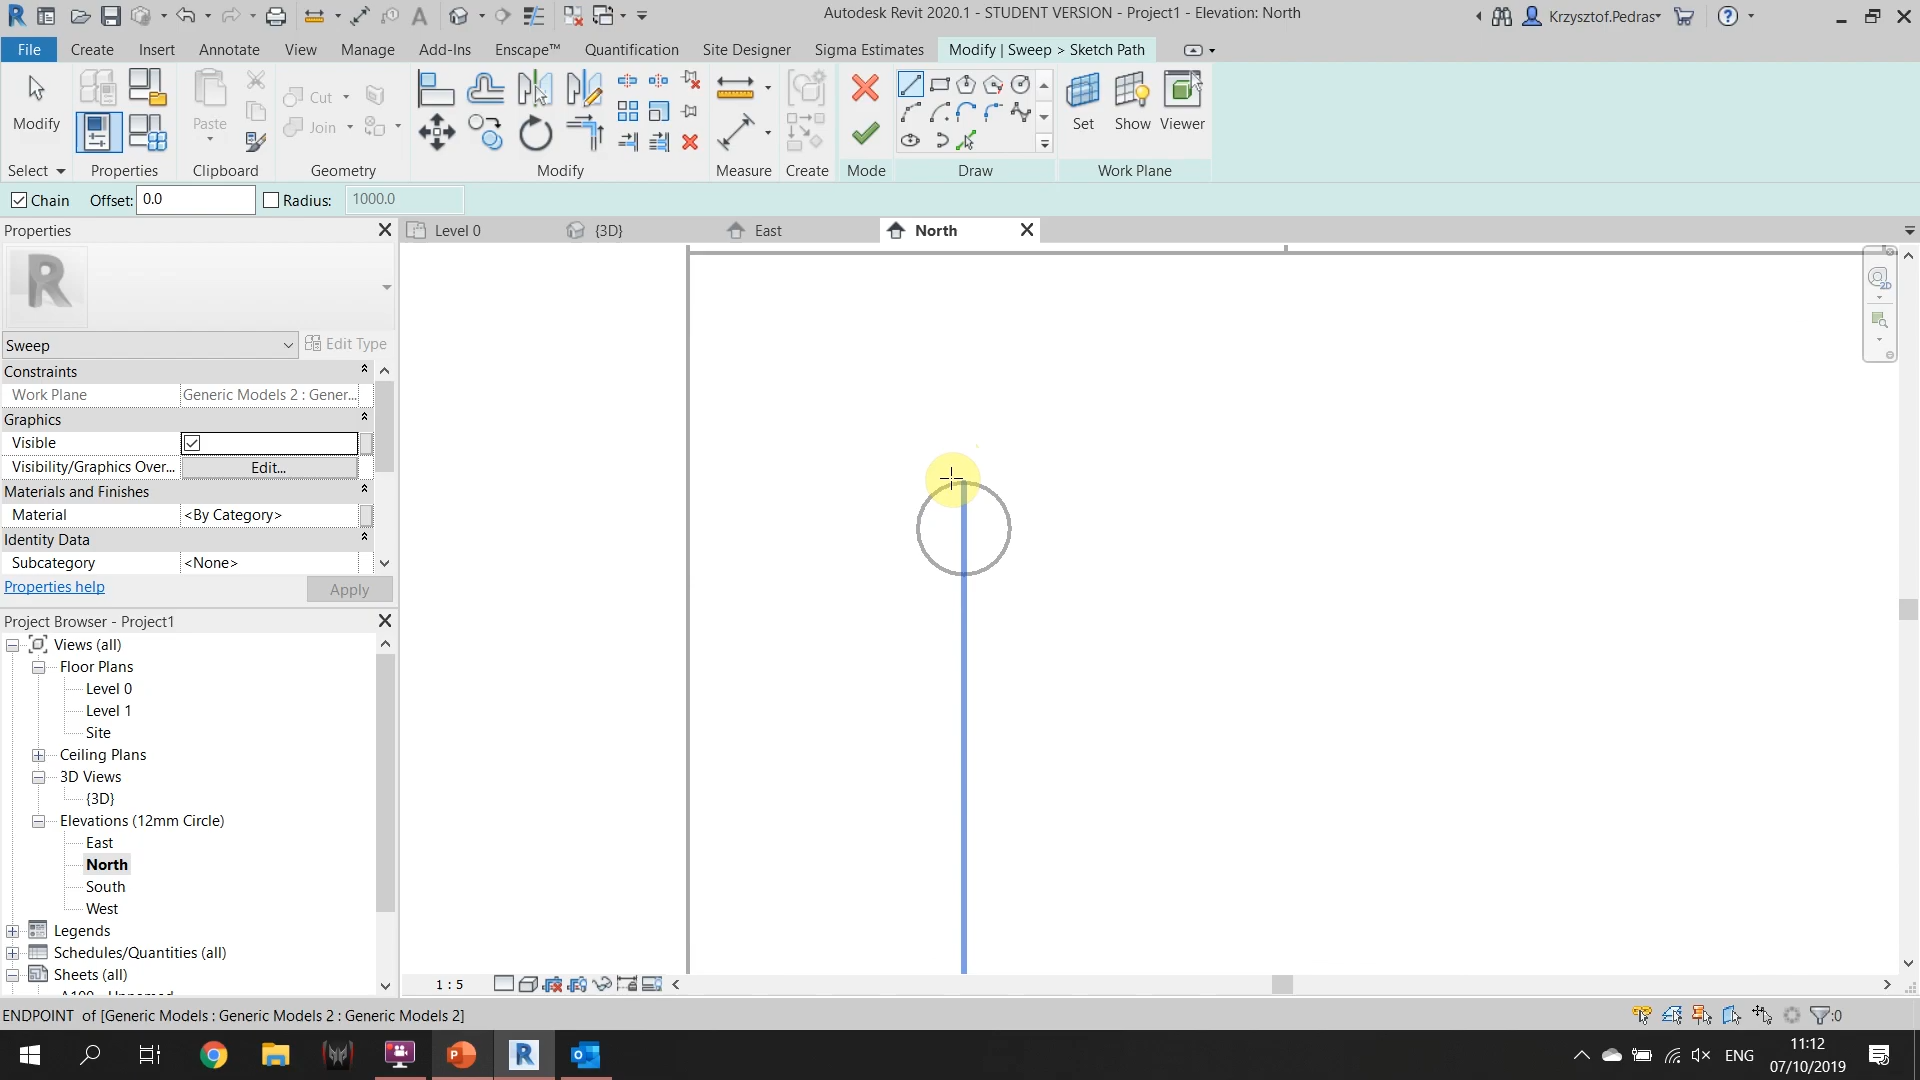 Autodesk Revit 2020.1 - STUDENT VERSION - Project1 - Elevation: North
Krzysztof.Pedras
File Create Insert Annotate View Manage Add-Ins Enscape™ Quantification Site Designer Sigma Estimates Modify | Sweep > Sketch Path
Modify
Paste
Cut
Join
Set Show Viewer
Select Properties Clipboard Geometry Modify Measure Create Mode Draw Work Plane
Chain Offset: 0.0 Radius: 1000.0
Properties
Level 0 {3D} East North
Sweep
Edit Type
Constraints
Work Plane Generic Models 2 : Gener...
Graphics
Visible
Visibility/Graphics Over... Edit...
Materials and Finishes
Material <By Category>
Identity Data
Subcategory <None>
Properties help Apply
Project Browser - Project1
Views (all)
Floor Plans
Level 0
Level 1
Site
Ceiling Plans
3D Views
{3D}
Elevations (12mm Circle)
East
North
South
West
Legends
Schedules/Quantities (all)
Sheets (all)
1 : 5
ENDPOINT of [Generic Models : Generic Models 2 : Generic Models 2]
:0
ENG
11:12
07/10/2019